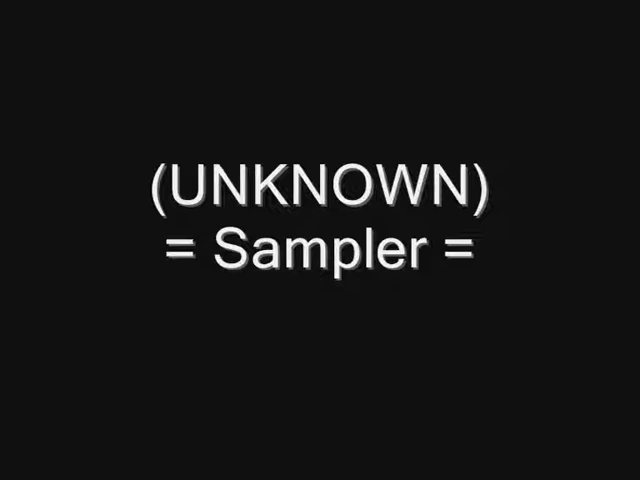 (UNKNOWN)
= Sampler =